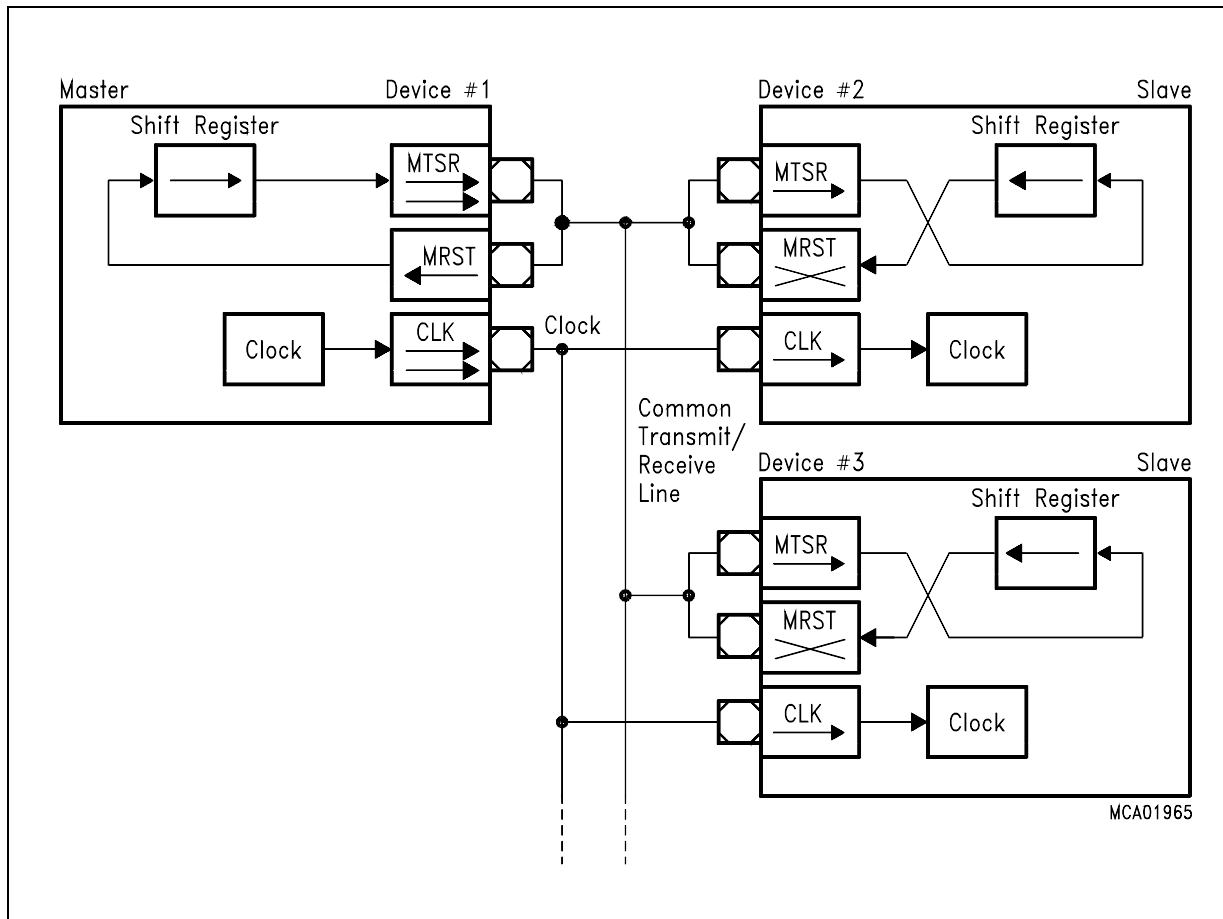 Master Device #1
Shift Register
MTSR
MRST
Clock
CLK
Clock
Common
Transmit/
Receive
Line
Device #2 Slave
Shift Register
MTSR
MRST
CLK
Clock
Device #3 Slave
Shift Register
MTSR
MRST
CLK
Clock
MCA01965